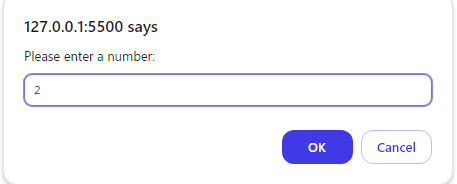 127.0.0.1:5500 says
Please enter a number:
2
OK Cancel